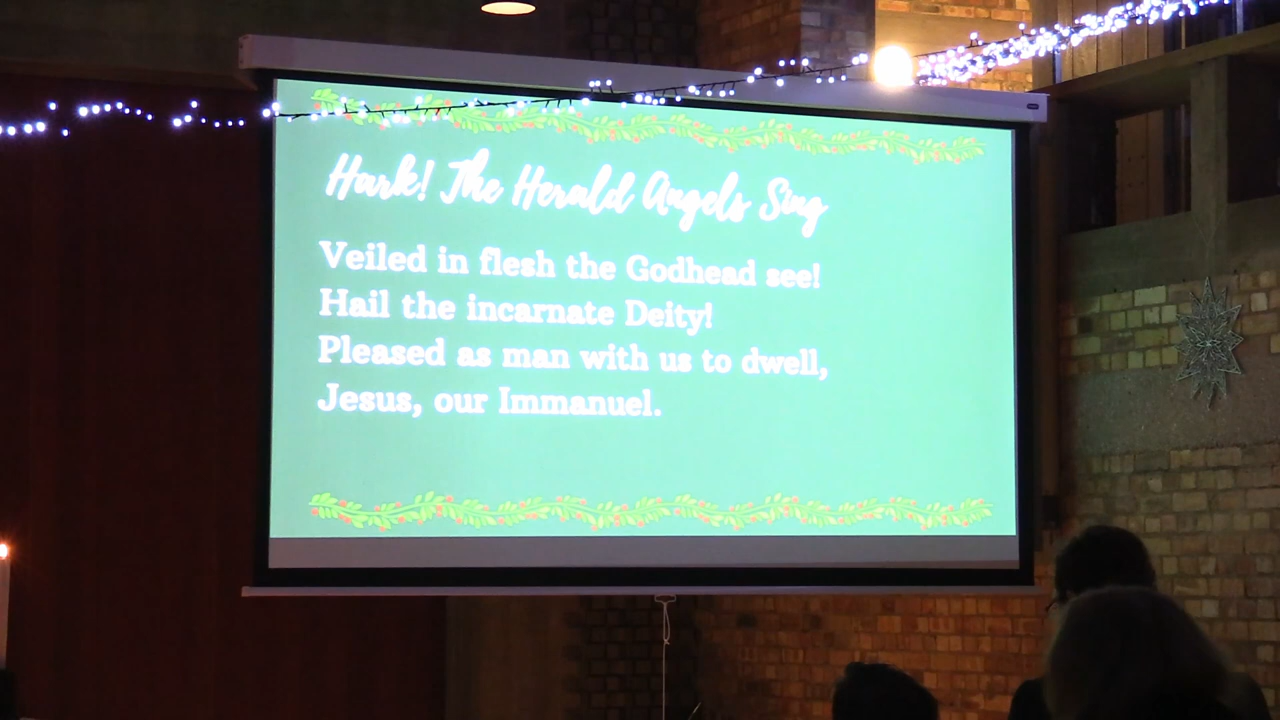 Hark! The Herald Angels Sing
Veiled in flesh the Godhead see!
Hail the incarnate Deity!
Pleased as man with us to dwell,
Jesus, our Immanuel.